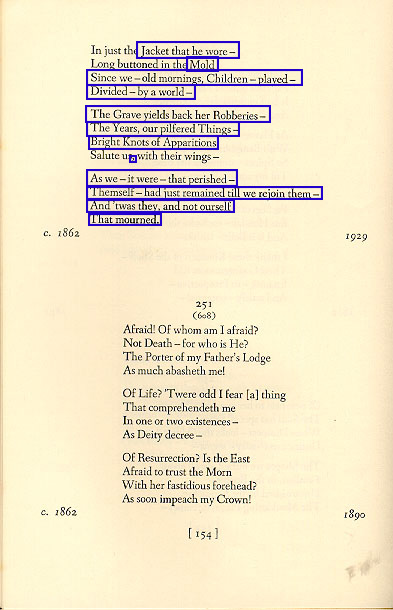 In just the Jacket that he wore –
Long buttoned in the Mold
Since we – old mornings, Children – played –
Divided – by a world –
The Grave yields back her Robberies –
The Years, our pilfered Things –
Bright Knots of Apparitions
Salute us, with their wings –
As we – it were – that perished –
Themself – had just remained till we rejoin them –
And 'twas they, and not ourself
That mourned.
c. 1862
1929
251
(608)
Afraid! Of whom am I afraid?
Not Death – for who is He?
The Porter of my Father's Lodge
As much abasheth me!
Of Life? 'Twere odd I fear [a] thing
That comprehendeth me
In one or two existences –
As Deity decree –
Of Resurrection? Is the East
Afraid to trust the Morn
With her fastidious forehead?
As soon impeach my Crown!
c. 1862
1890
[154]